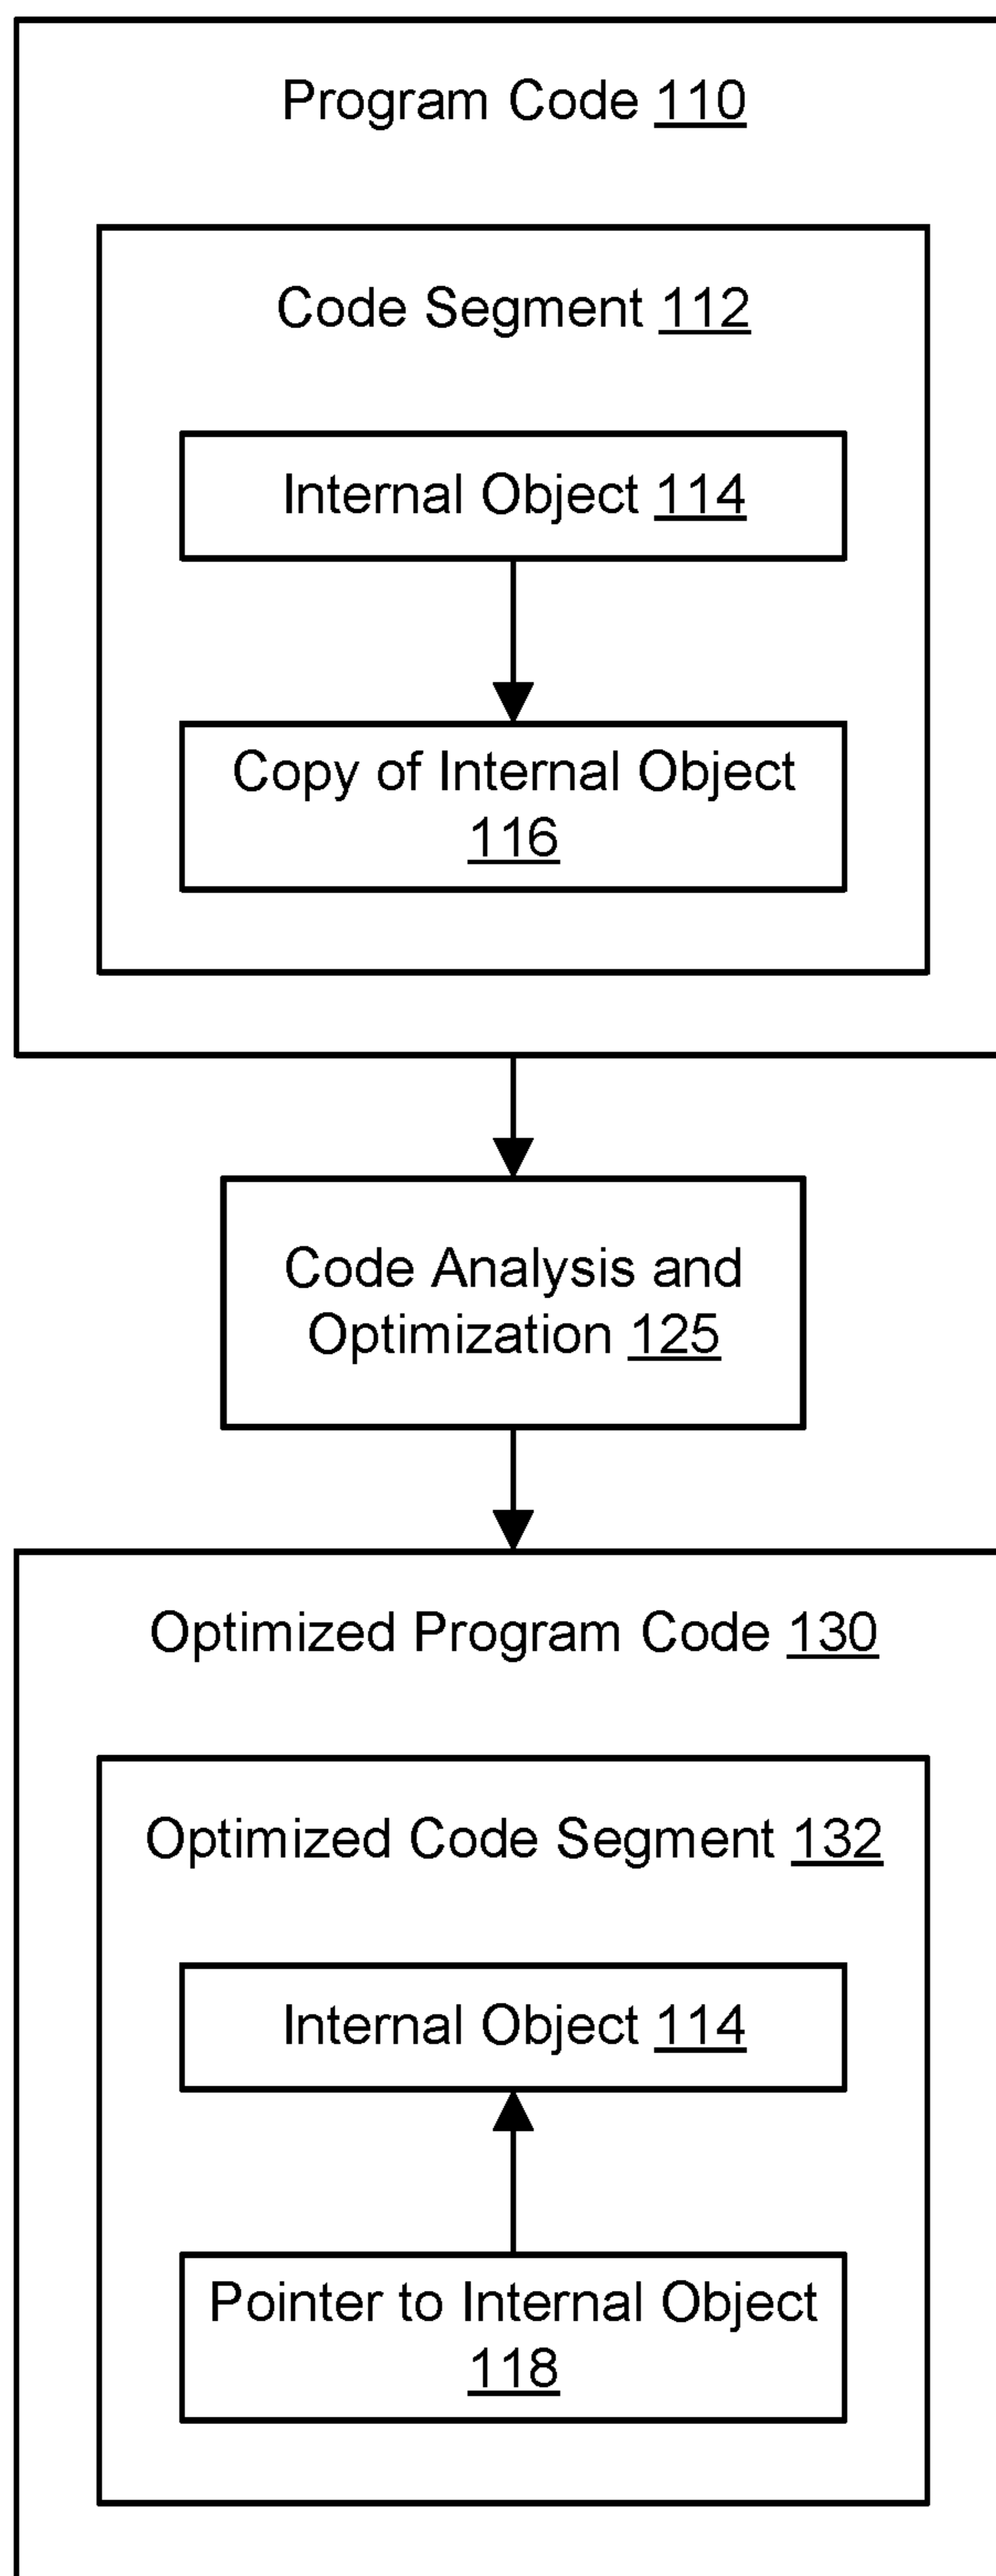 Program Code 110
Code Segment 112
Internal Object 114
Copy of Internal Object
116
Code Analysis and
Optimization 125
Optimized Program Code 130
Optimized Code Segment 132
Internal Object 114
Pointer to Internal Object
118